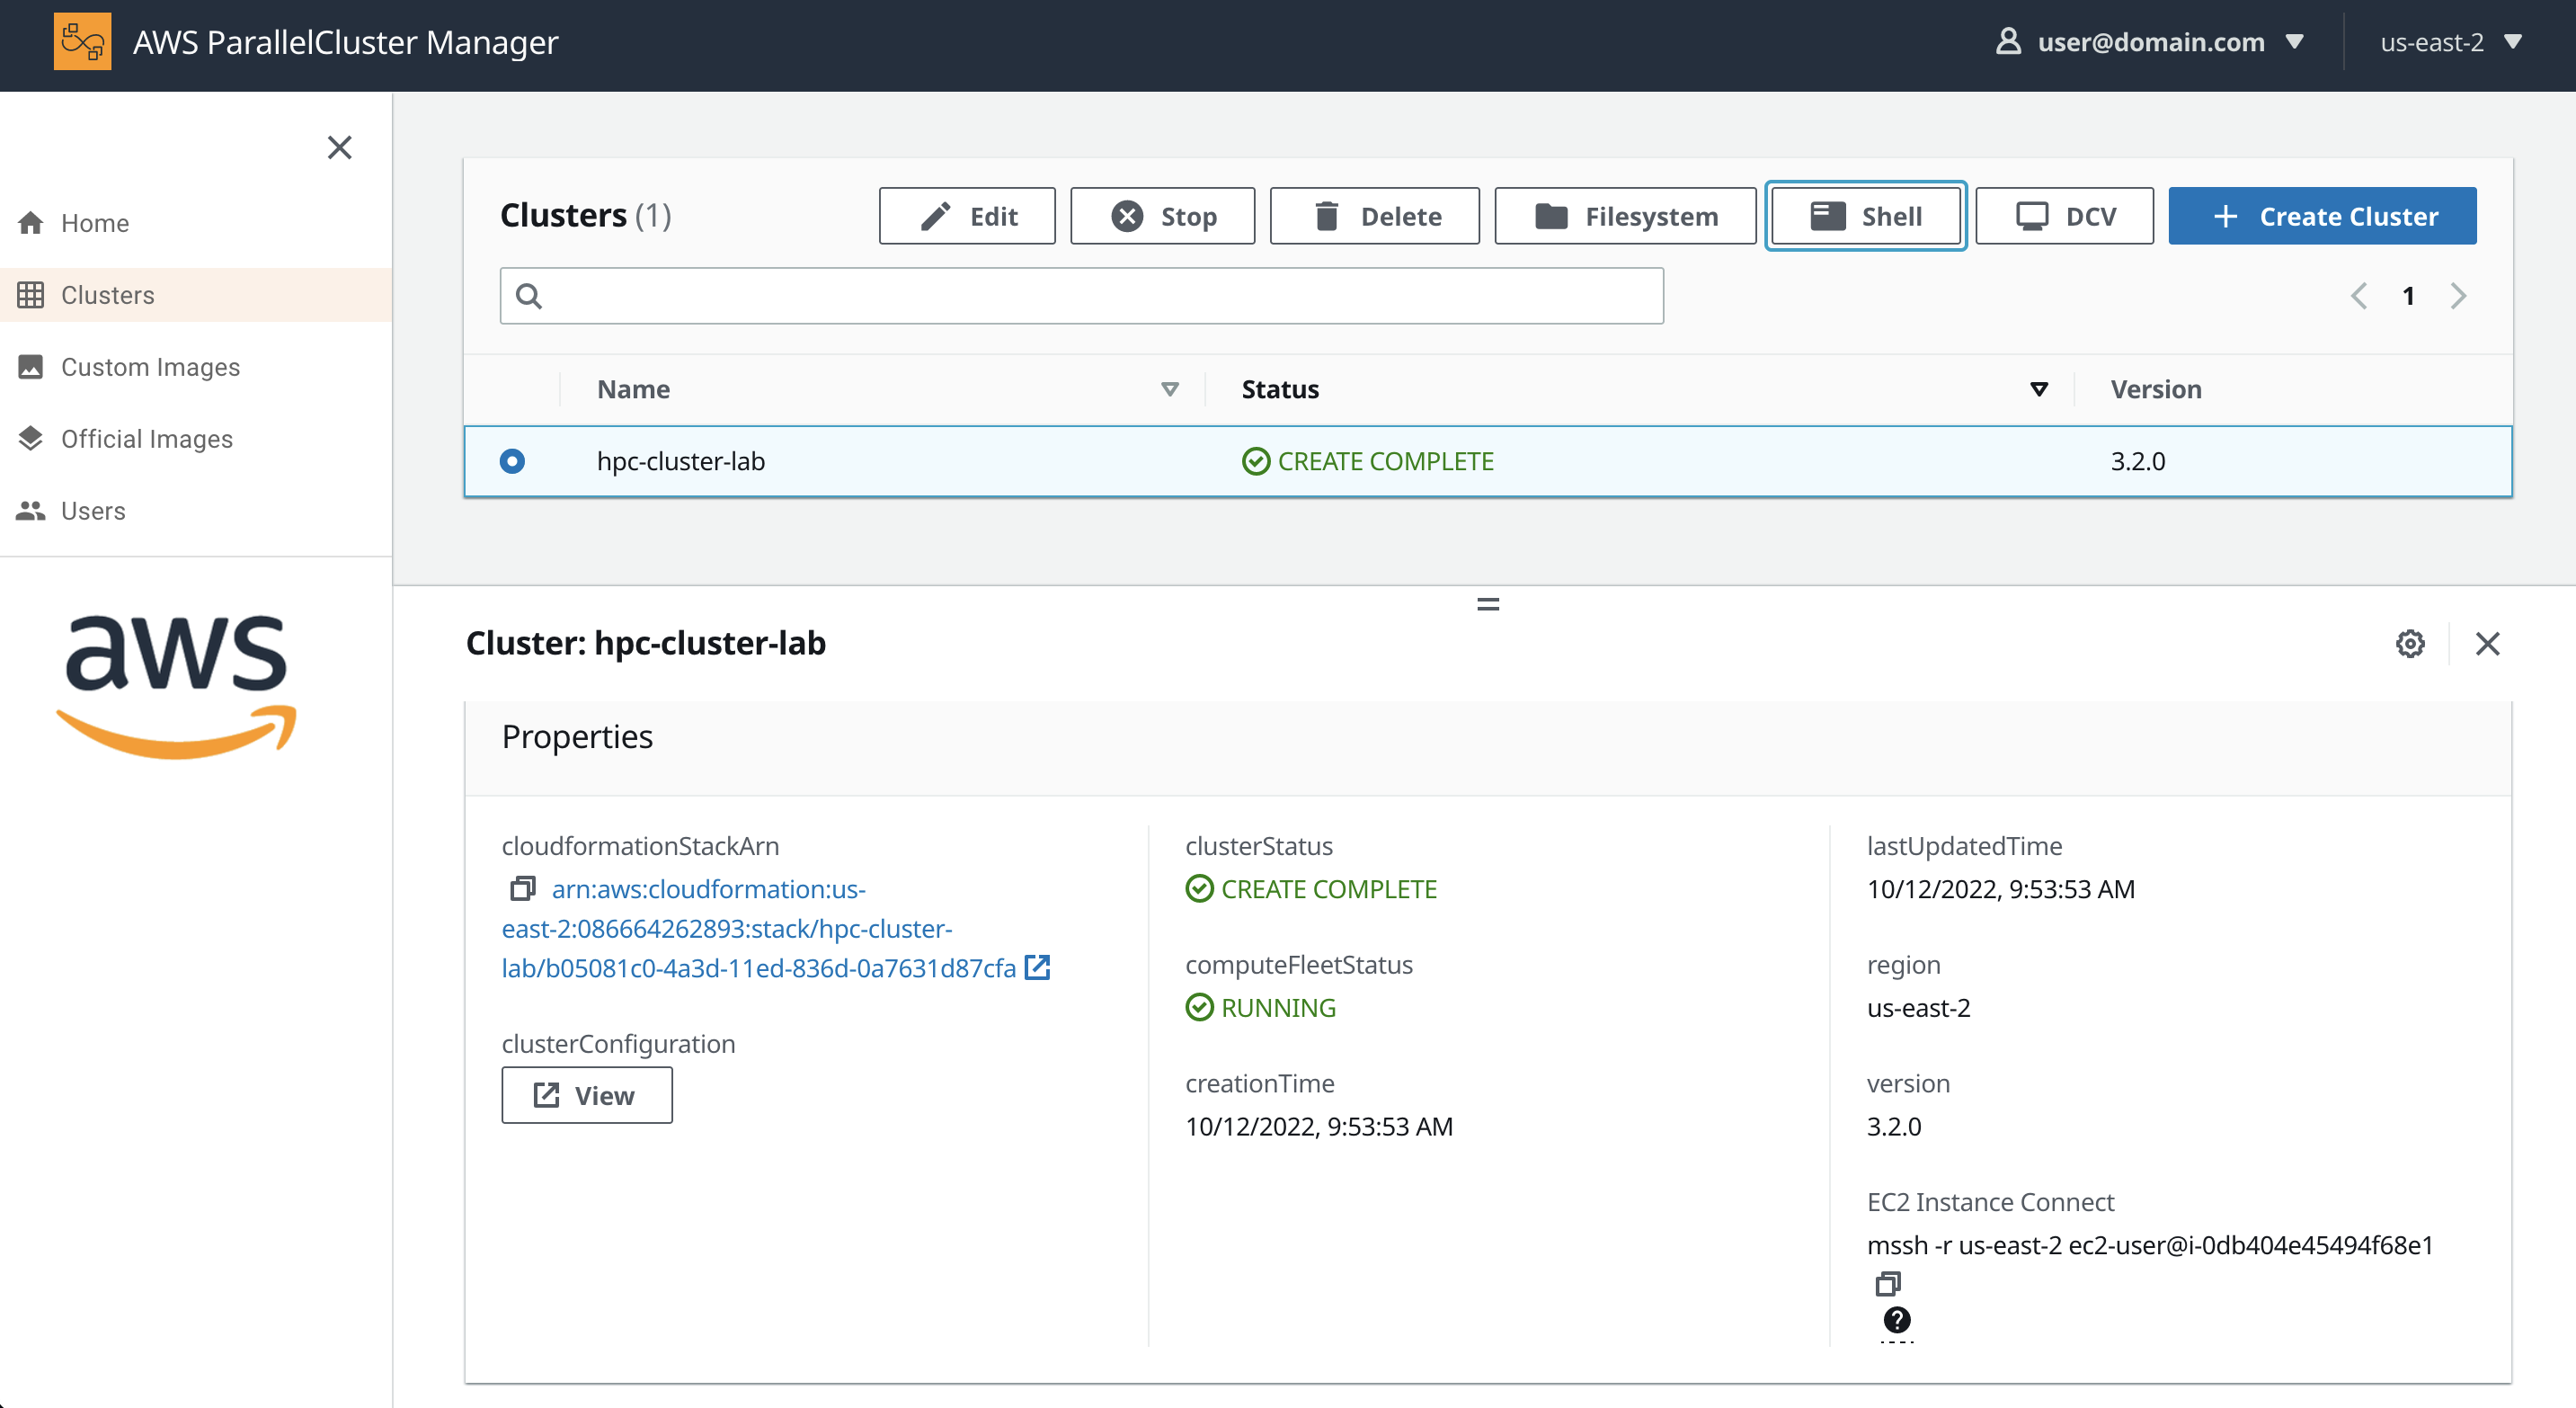 AWS ParallelCluster Manager
user@domain.com
us-east-2
Home
Clusters
Custom Images
Official Images
Users
aws
Clusters (1)
Edit
Stop
Delete
Filesystem
Shell
DCV
Create Cluster
1
Name
Status
Version
hpc-cluster-lab
CREATE COMPLETE
3.2.0
Cluster: hpc-cluster-lab
Properties
cloudformationStackArn
arn:aws:cloudformation:us-
east-2:086664262893:stack/hpc-cluster-
lab/b05081c0-4a3d-11ed-836d-0a7631d87cfa
clusterConfiguration
View
clusterStatus
CREATE COMPLETE
computeFleetStatus
RUNNING
creationTime
10/12/2022, 9:53:53 AM
lastUpdatedTime
10/12/2022, 9:53:53 AM
region
us-east-2
version
3.2.0
EC2 Instance Connect
mssh -r us-east-2 ec2-user@i-0db404e45494f68e1